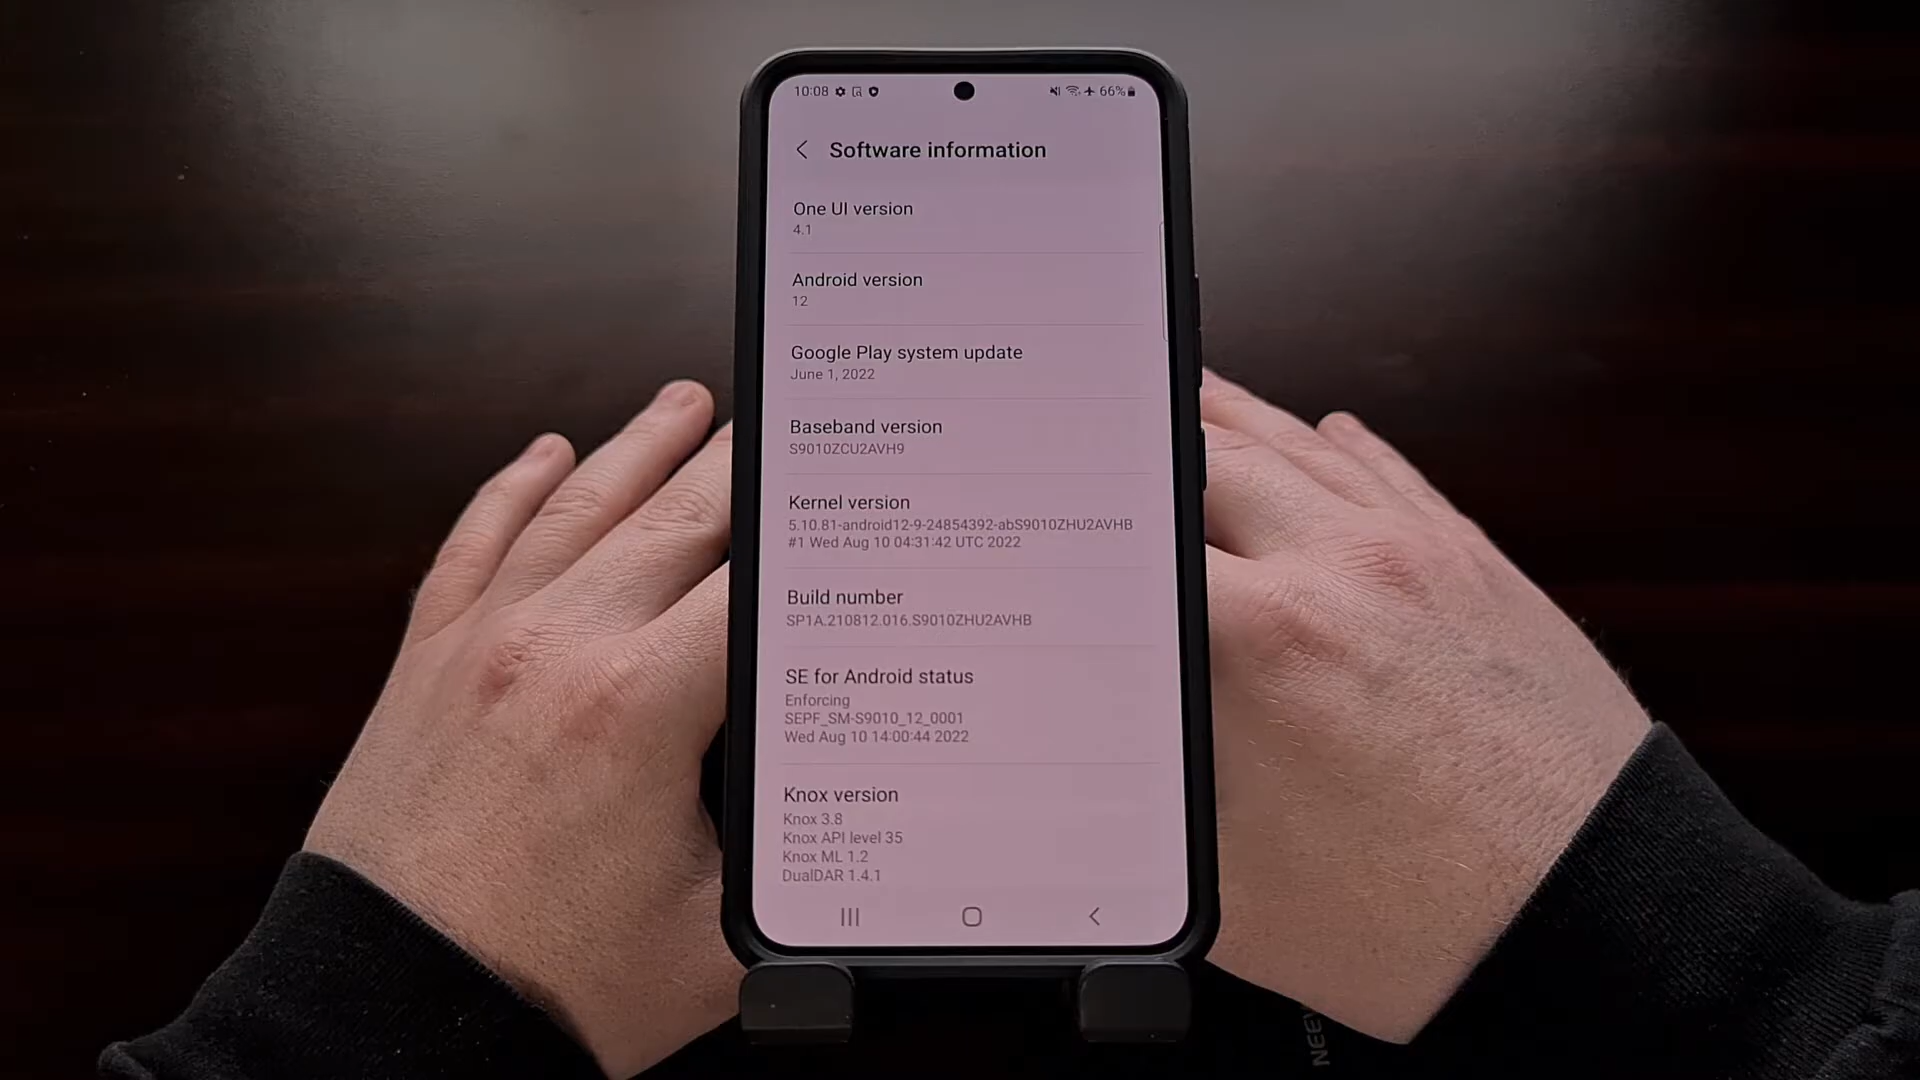 10:08
66%
Software information
One UI version
4.1
Android version
12
Google Play system update
June 1, 2022
Baseband version
S9010ZCU2AVH9
Kernel version
5.10.81-android12-9-24854392-abS9010ZHU2AVHB
#1 Wed Aug 10 04:31:42 UTC 2022
Build number
SP1A.210812.016.S9010ZHU2AVHB
SE for Android status
Enforcing
SEPF_SM-S9010_12_0001
Wed Aug 10 14:00:44 2022
Knox version
Knox 3.8
Knox API level 35
Knox ML 1.2
DualDAR 1.4.1